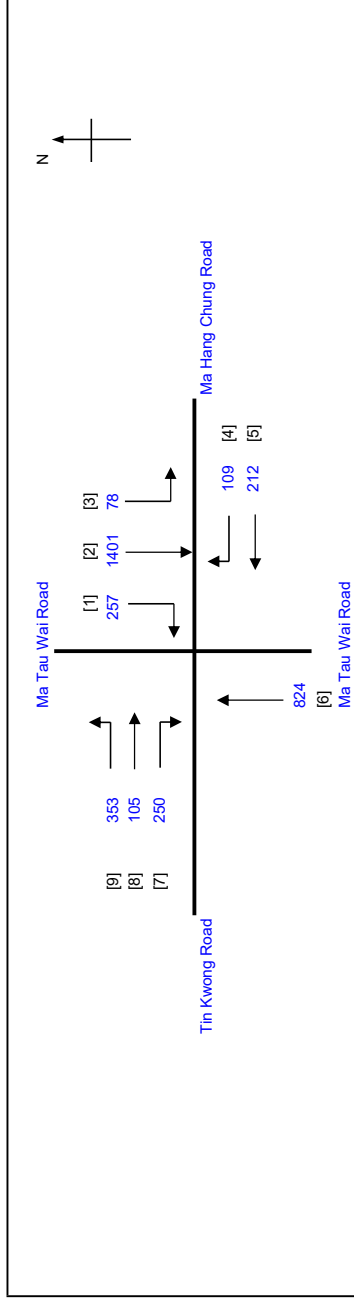 N
Ma Tau Wai Road
[1] [2] [3]
257 1401 78
[9] 353
[8] 105
[7] 250
Ma Hang Chung Road
Tin Kwong Road
109 [4]
212 [5]
824
[6]
Ma Tau Wai Road